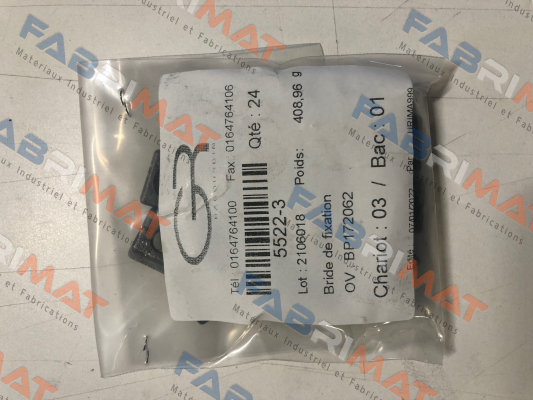 GR
Tél : 0164764100 Fax: 0164764106
5522-3 Qté : 24
Lot : 2106018 Poids: 408,96 g
Bride de fixation
OV :BP172062
Chariot : 03 / Bac : 01
FABRIMAT
Materiaux Industriel et Fabrications